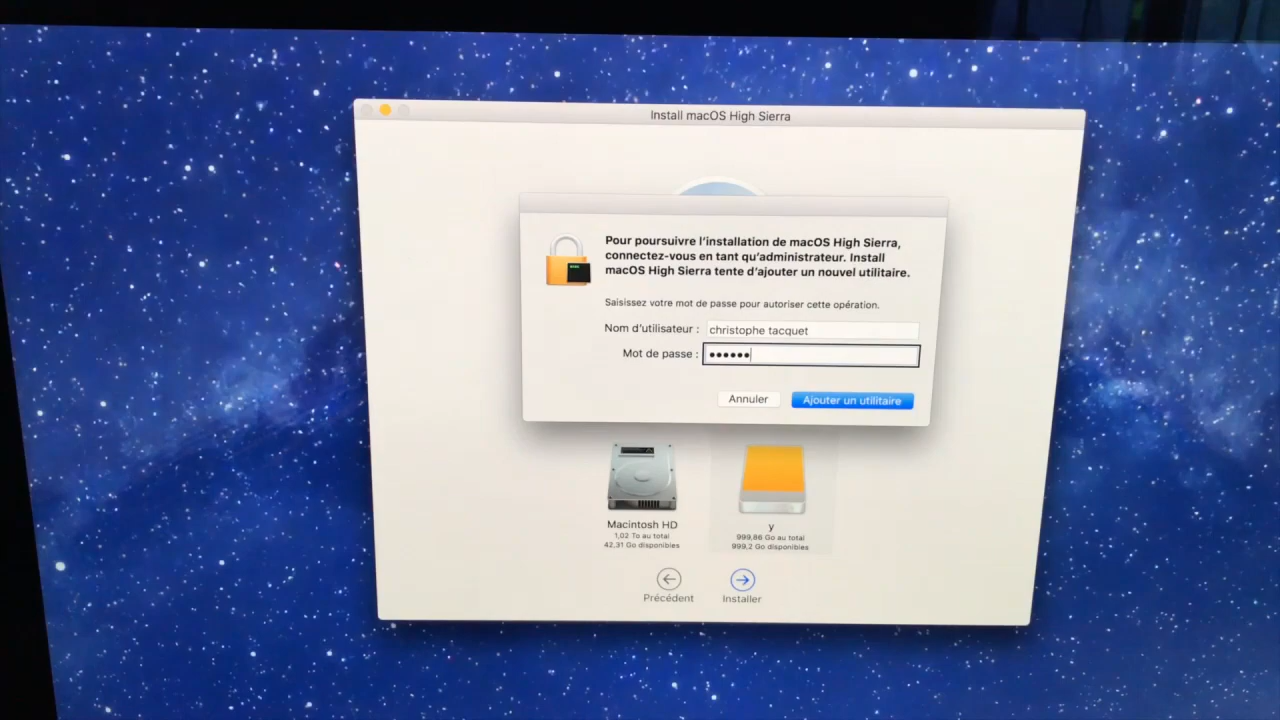 Install macOS High Sierra
Pour poursuivre l'installation de macOS High Sierra,
connectez-vous en tant qu'administrateur. Install
macOS High Sierra tente d'ajouter un nouvel utilitaire.
Saisissez votre mot de passe pour autoriser cette opération.
Nom d'utilisateur : christophe tacquet
Mot de passe : ••••••
Annuler Ajouter un utilitaire
Macintosh HD
1,02 To au total
42,31 Go disponibles
y
999,86 Go au total
999,2 Go disponibles
Précédent Installer